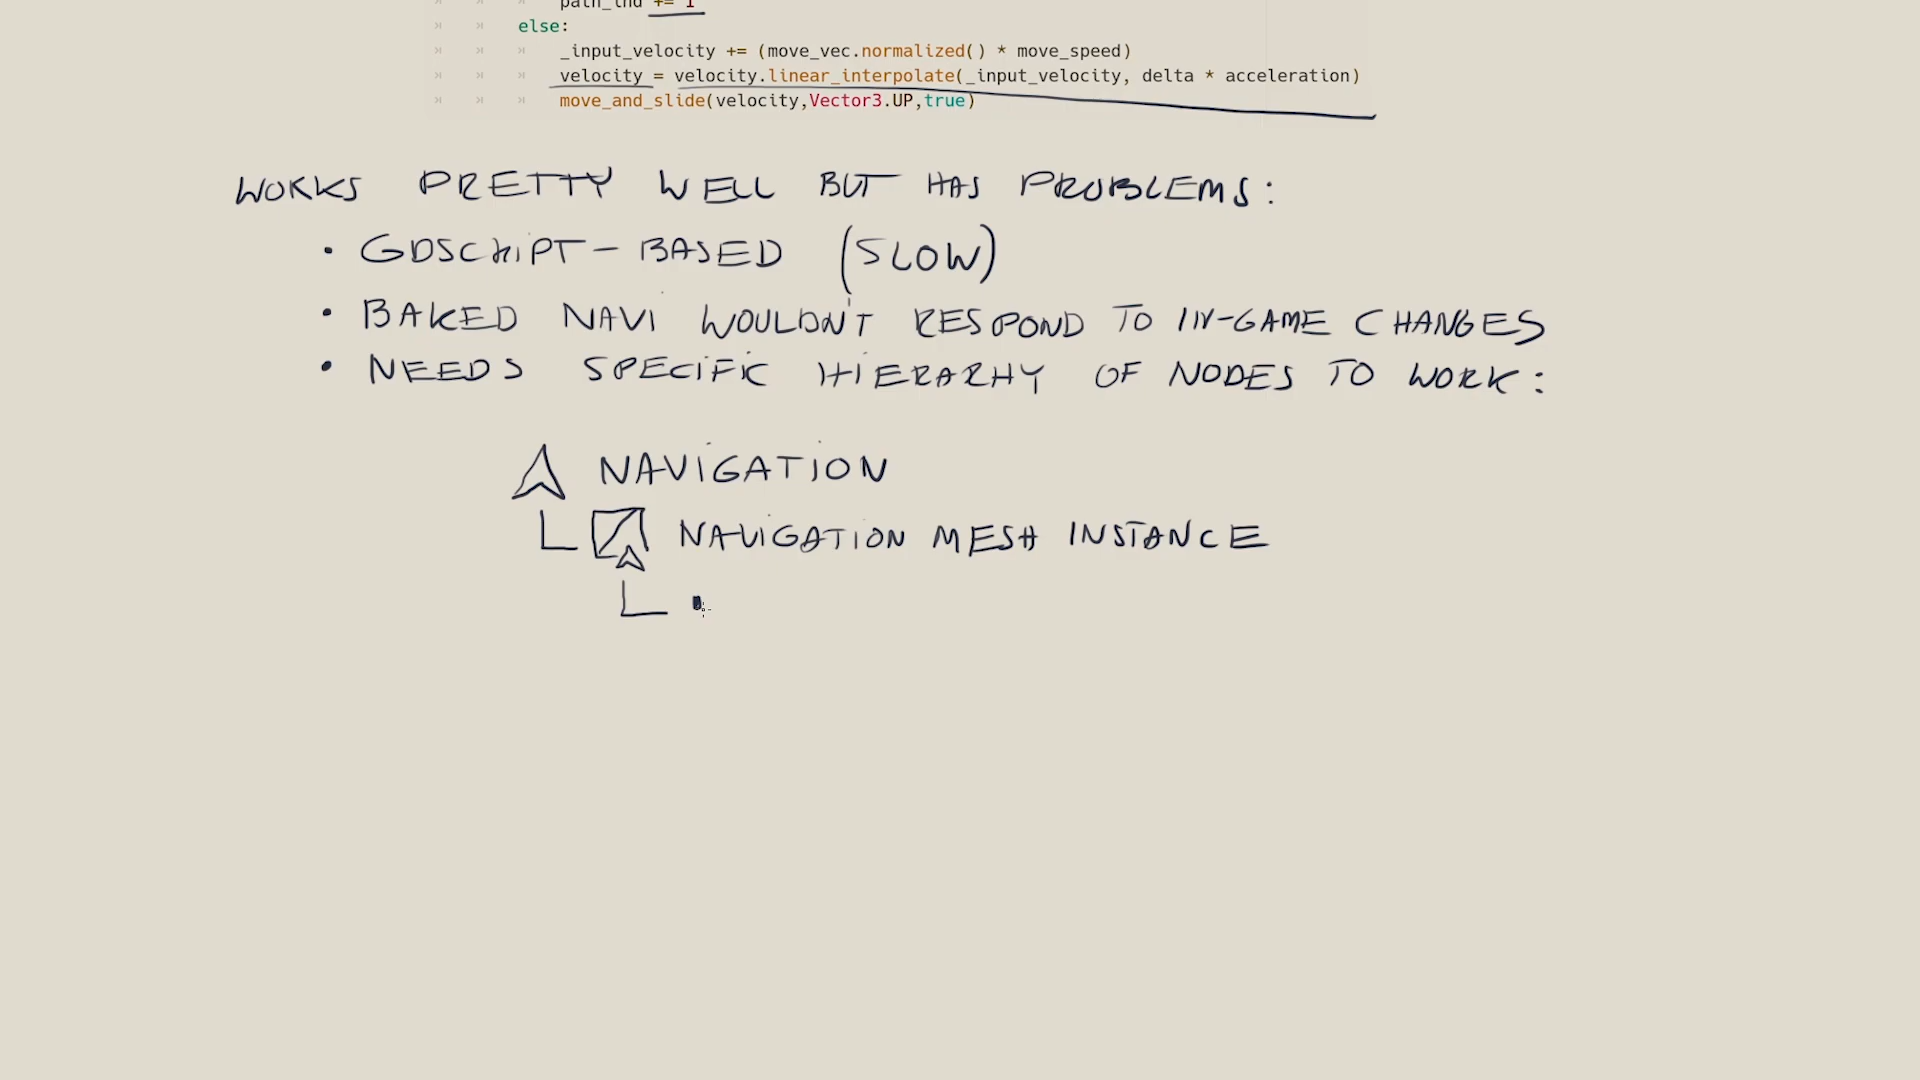 path_ind += 1
else:
_input_velocity += (move_vec.normalized() * move_speed)
velocity = velocity.linear_interpolate(_input_velocity, delta * acceleration)
move_and_slide(velocity,Vector3.UP,true)
WORKS PRETTY WELL BUT HAS PROBLEMS:
• GDSCRIPT-BASED (SLOW)
• BAKED NAVI WOULDN'T RESPOND TO IN-GAME CHANGES
• NEEDS SPECIFIC HIERARHY OF NODES TO WORK:
NAVIGATION
NAVIGATION MESH INSTANCE